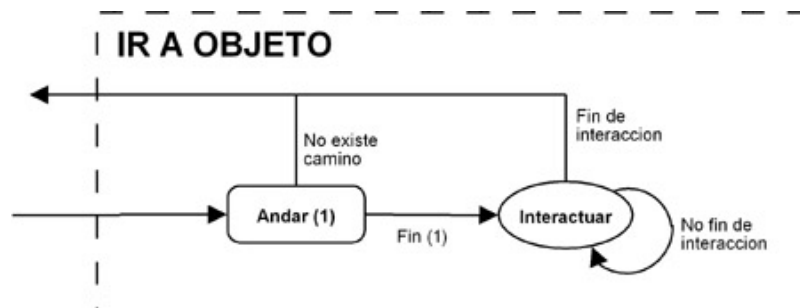 IR A OBJETO
Fin de
interaccion
No existe
camino
Andar (1)
Fin (1)
Interactuar
No fin de
interaccion